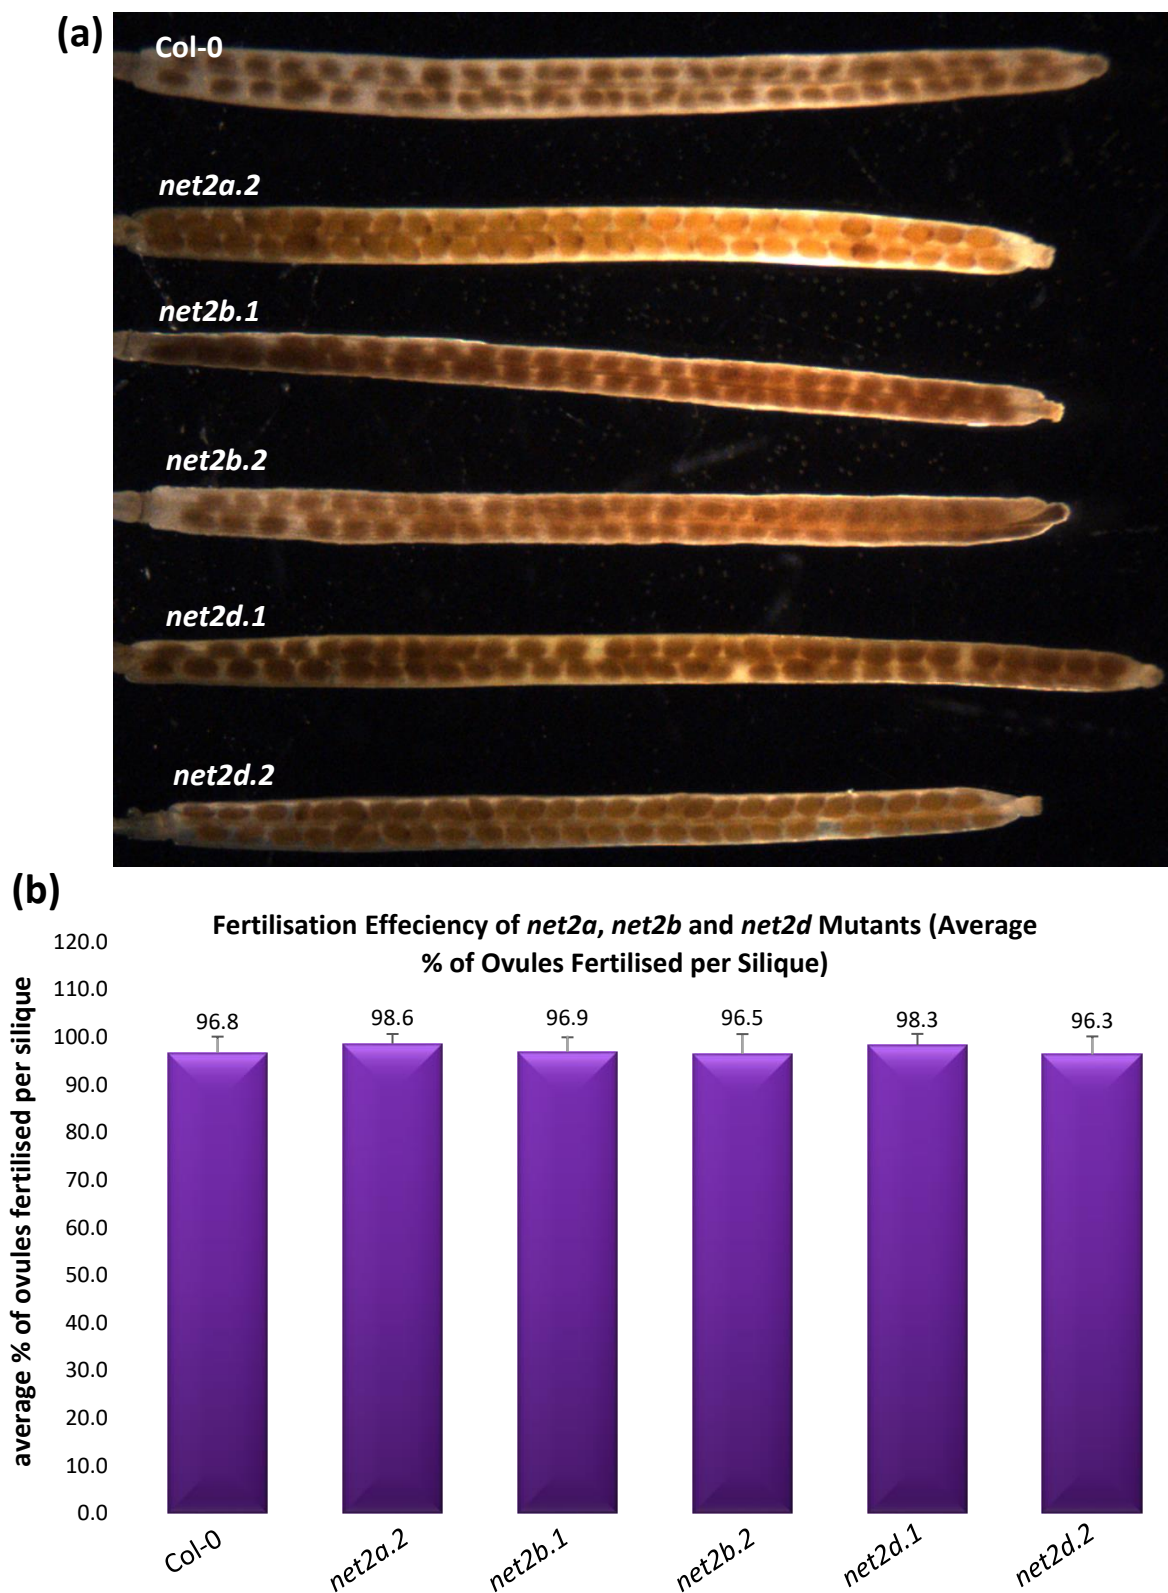 (a)
Col-0
net2a.2
net2b.1
net2b.2
net2d.1
net2d.2
(b)
Fertilisation Effeciency of net2a, net2b and net2d Mutants (Average
% of Ovules Fertilised per Silique)
average % of ovules fertilised per silique
120.0
110.0
100.0
90.0
80.0
70.0
60.0
50.0
40.0
30.0
20.0
10.0
0.0
96.8
98.6
96.9
96.5
98.3
96.3
Col-0
net2a.2
net2b.1
net2b.2
net2d.1
net2d.2